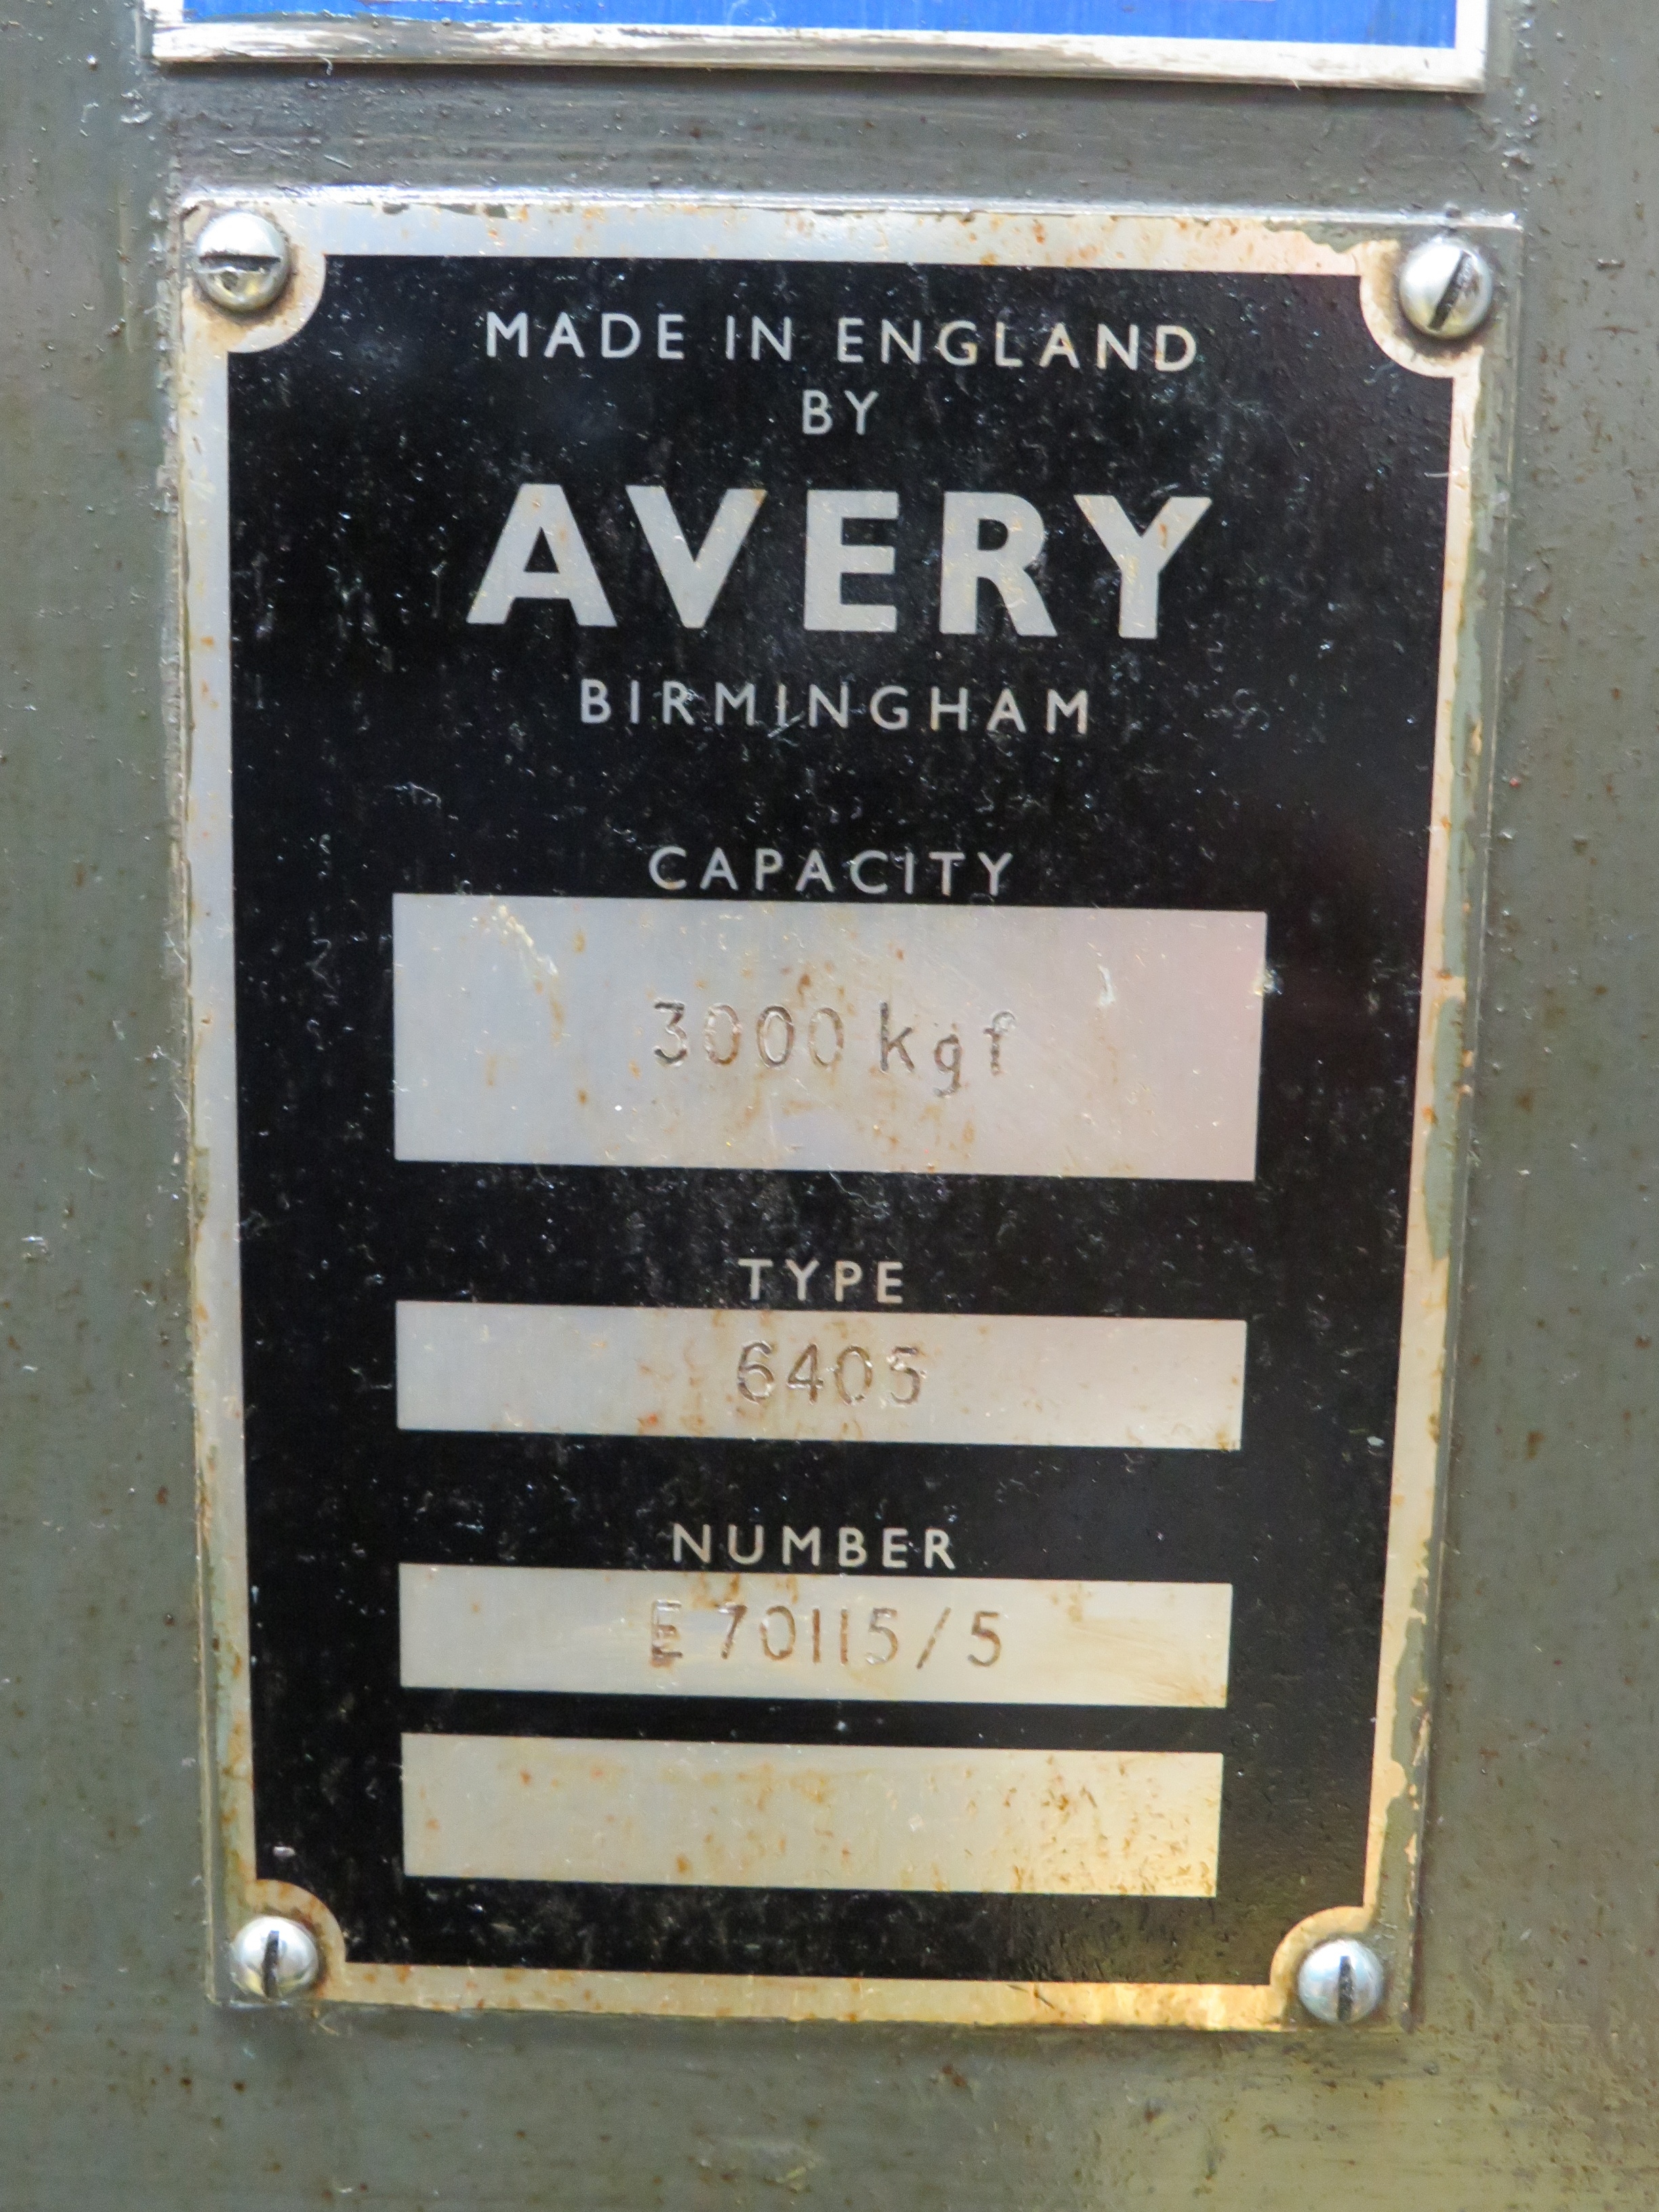 MADE IN ENGLAND
BY
AVERY
BIRMINGHAM
CAPACITY
3000 kgf
TYPE
6405
NUMBER
E 70115/5